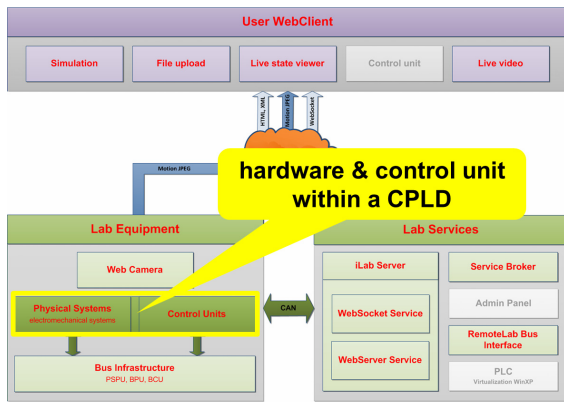 User WebClient
Simulation
File upload
Live state viewer
Control unit
Live video
HTML, XML
Motion JPEG
WebSocket
Motion JPEG
hardware & control unit
within a CPLD
Lab Equipment
Lab Services
Web Camera
Physical Systems
electromechanical systems
Control Units
Bus Infrastructure
PSPU, BPU, BCU
CAN
iLab Server
WebSocket Service
WebServer Service
Service Broker
Admin Panel
RemoteLab Bus
Interface
PLC
Virtualization WinXP